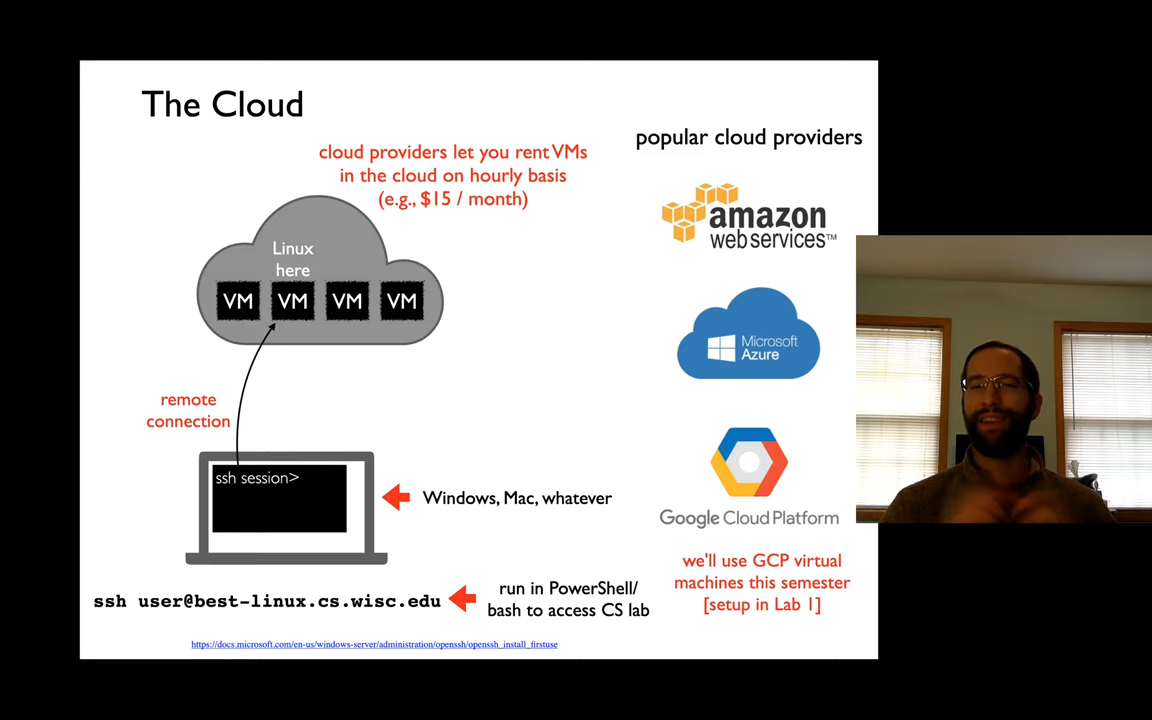 The Cloud
cloud providers let you rent VMs
in the cloud on hourly basis
(e.g., $15 / month)
Linux
here
VM VM VM VM
remote
connection
ssh session>
Windows, Mac, whatever
ssh user@best-linux.cs.wisc.edu
run in PowerShell/
bash to access CS lab
https://docs.microsoft.com/en-us/windows-server/administration/openssh/openssh_install_firstuse
popular cloud providers
amazon
web services™
Microsoft
Azure
Google Cloud Platform
we'll use GCP virtual
machines this semester
[setup in Lab 1]